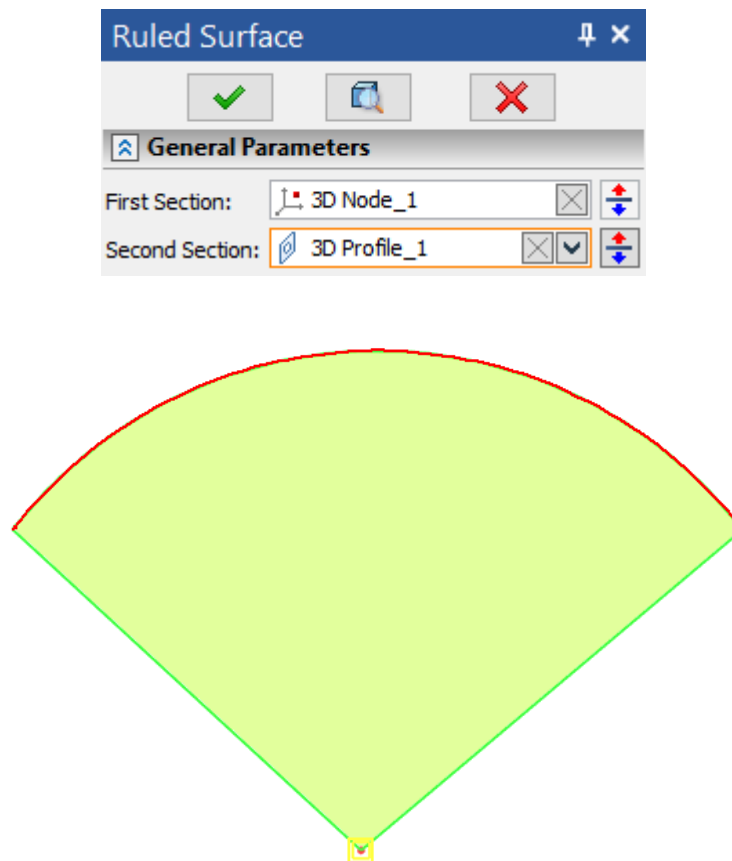 Ruled Surface
General Parameters
First Section: 3D Node_1
Second Section: 3D Profile_1